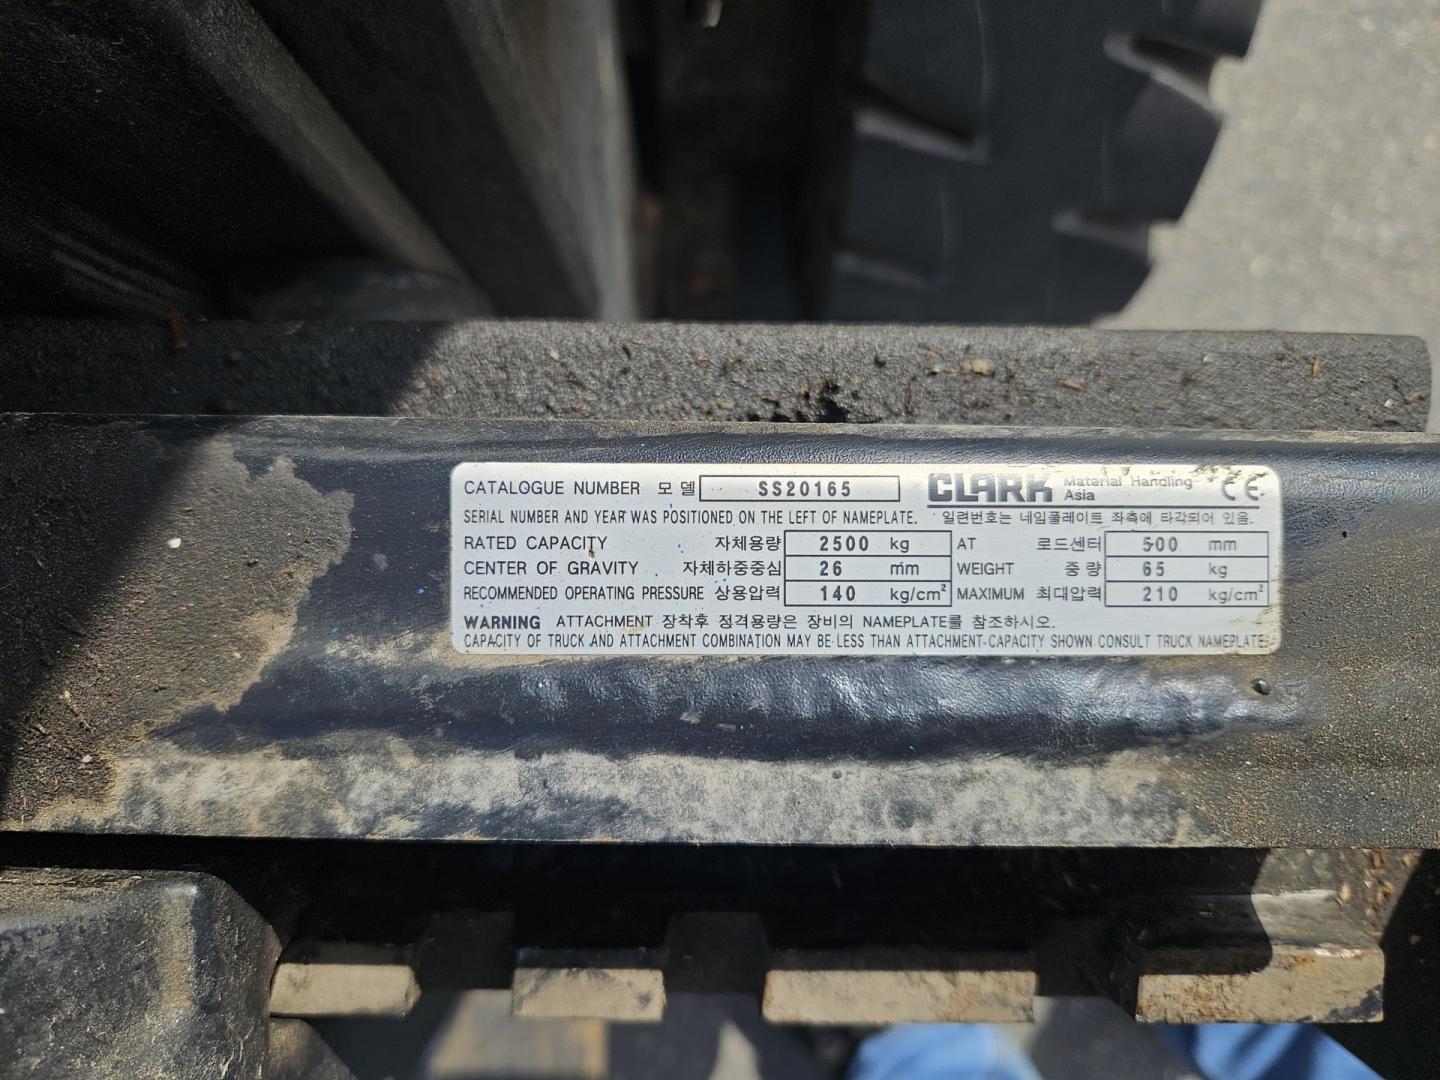 CATALOGUE NUMBER 모델 SS20165 CLARK Material Handling Asia CE
SERIAL NUMBER AND YEAR WAS POSITIONED ON THE LEFT OF NAMEPLATE. 일련번호는 네임플레이트 좌측에 타각되어 있음.
RATED CAPACITY 자체용량 2500 kg AT 로드센터 500 mm
CENTER OF GRAVITY 자체하중중심 26 mm WEIGHT 중량 65 kg
RECOMMENDED OPERATING PRESSURE 상용압력 140 kg/cm² MAXIMUM 최대압력 210 kg/cm²
WARNING ATTACHMENT 장착후 정격용량은 장비의 NAMEPLATE를 참조하시오.
CAPACITY OF TRUCK AND ATTACHMENT COMBINATION MAY BE LESS THAN ATTACHMENT-CAPACITY SHOWN CONSULT TRUCK NAMEPLATE